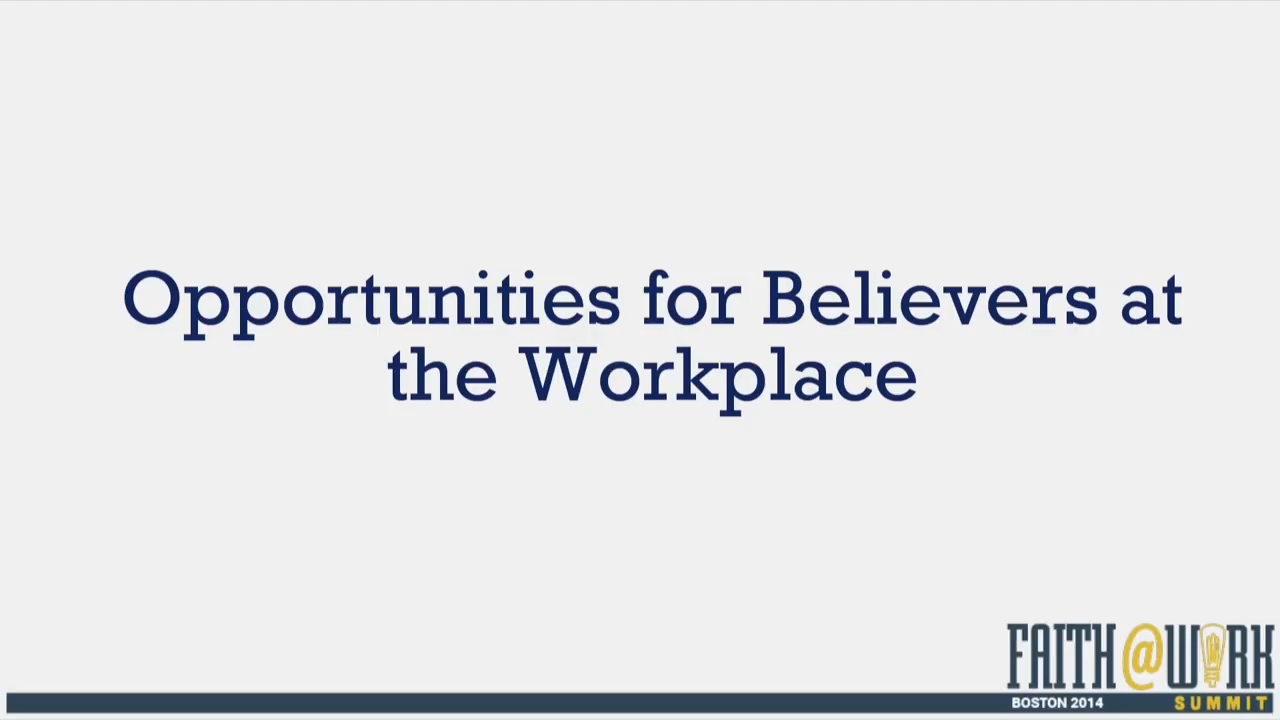 Opportunities for Believers at
the Workplace
FAITH@WORK
BOSTON 2014
SUMMIT